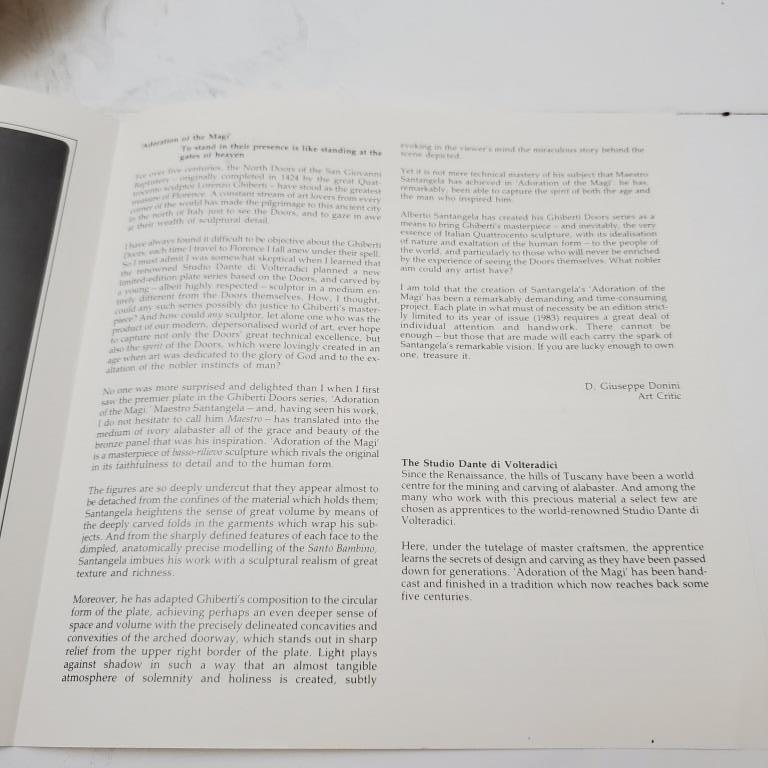 'Adoration of the Magi'
To stand in their presence is like standing at the
gates of heaven
For over five centuries, the North Doors of the San Giovanni
Baptistery – originally completed in 1424 by the great Quat-
trocento sculptor Lorenzo Ghiberti – have stood as the greatest
treasure of Florence. A constant stream of art lovers from every
corner of the world has made the pilgrimage to this ancient city
in the north of Italy just to see the Doors, and to gaze in awe
at their wealth of sculptural detail.
I have always found it difficult to be objective about the Ghiberti
Doors; each time I travel to Florence I fall anew under their spell.
So I must admit I was somewhat skeptical when I learned that
the renowned Studio Dante di Volteradici planned a new
limited-edition plate series based on the Doors, and carved by
a young – albeit highly respected – sculptor in a medium en-
tirely different from the Doors themselves. How, I thought,
could any such series possibly do justice to Ghiberti's master-
piece? And how could any sculptor, let alone one who was the
product of our modern, depersonalised world of art, ever hope
to capture not only the Doors' great technical excellence, but
also the spirit of the Doors, which were lovingly created in an
age when art was dedicated to the glory of God and to the ex-
altation of the nobler instincts of man?
No one was more surprised and delighted than I when I first
saw the premier plate in the Ghiberti Doors series, 'Adoration
of the Magi.' Maestro Santangela – and, having seen his work,
I do not hesitate to call him Maestro – has translated into the
medium of ivory alabaster all of the grace and beauty of the
bronze panel that was his inspiration. 'Adoration of the Magi'
is a masterpiece of basso-rilievo sculpture which rivals the original
in its faithfulness to detail and to the human form.
The figures are so deeply undercut that they appear almost to
be detached from the confines of the material which holds them;
Santangela heightens the sense of great volume by means of
the deeply carved folds in the garments which wrap his sub-
jects. And from the sharply defined features of each face to the
dimpled, anatomically precise modelling of the Santo Bambino,
Santangela imbues his work with a sculptural realism of great
texture and richness.
Moreover, he has adapted Ghiberti's composition to the circular
form of the plate, achieving perhaps an even deeper sense of
space and volume with the precisely delineated concavities and
convexities of the arched doorway, which stands out in sharp
relief from the upper right border of the plate. Light plays
against shadow in such a way that an almost tangible
atmosphere of solemnity and holiness is created, subtly
evoking in the viewer's mind the miraculous story behind the
scene depicted.
Yet it is not mere technical mastery of his subject that Maestro
Santangela has achieved in 'Adoration of the Magi'; he has,
remarkably, been able to capture the spirit of both the age and
the man who inspired him.
Alberto Santangela has created his Ghiberti Doors series as a
means to bring Ghiberti's masterpiece – and inevitably, the very
essence of Italian Quattrocento sculpture, with its idealisation
of nature and exaltation of the human form – to the people of
the world, and particularly to those who will never be enriched
by the experience of seeing the Doors themselves. What nobler
aim could any artist have?
I am told that the creation of Santangela's 'Adoration of the
Magi' has been a remarkably demanding and time-consuming
project. Each plate in what must of necessity be an edition strict-
ly limited to its year of issue (1983) requires a great deal of
individual attention and handwork. There cannot be
enough – but those that are made will each carry the spark of
Santangela's remarkable vision. If you are lucky enough to own
one, treasure it.
D. Giuseppe Donini
Art Critic
The Studio Dante di Volteradici
Since the Renaissance, the hills of Tuscany have been a world
centre for the mining and carving of alabaster. And among the
many who work with this precious material a select few are
chosen as apprentices to the world-renowned Studio Dante di
Volteradici.
Here, under the tutelage of master craftsmen, the apprentice
learns the secrets of design and carving as they have been passed
down for generations. 'Adoration of the Magi' has been hand-
cast and finished in a tradition which now reaches back some
five centuries.